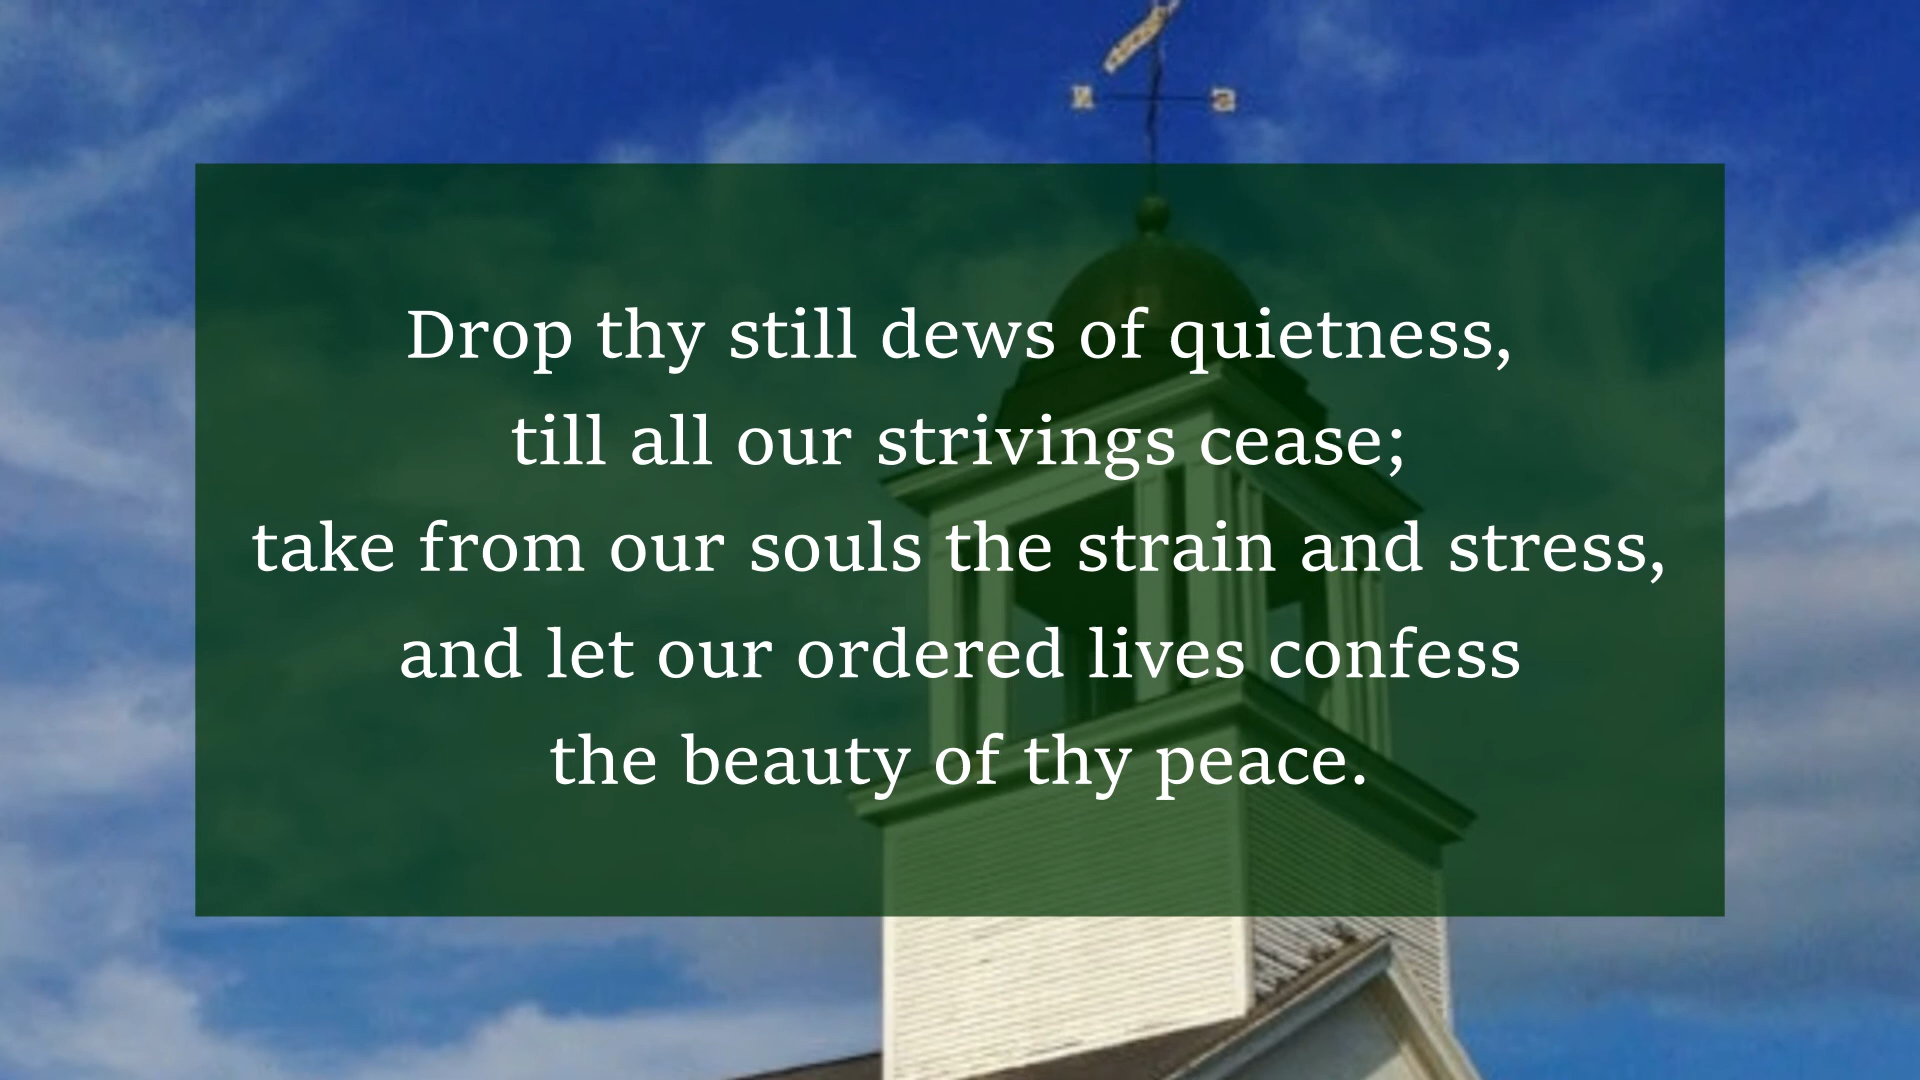 Drop thy still dews of quietness,
till all our strivings cease;
take from our souls the strain and stress,
and let our ordered lives confess
the beauty of thy peace.